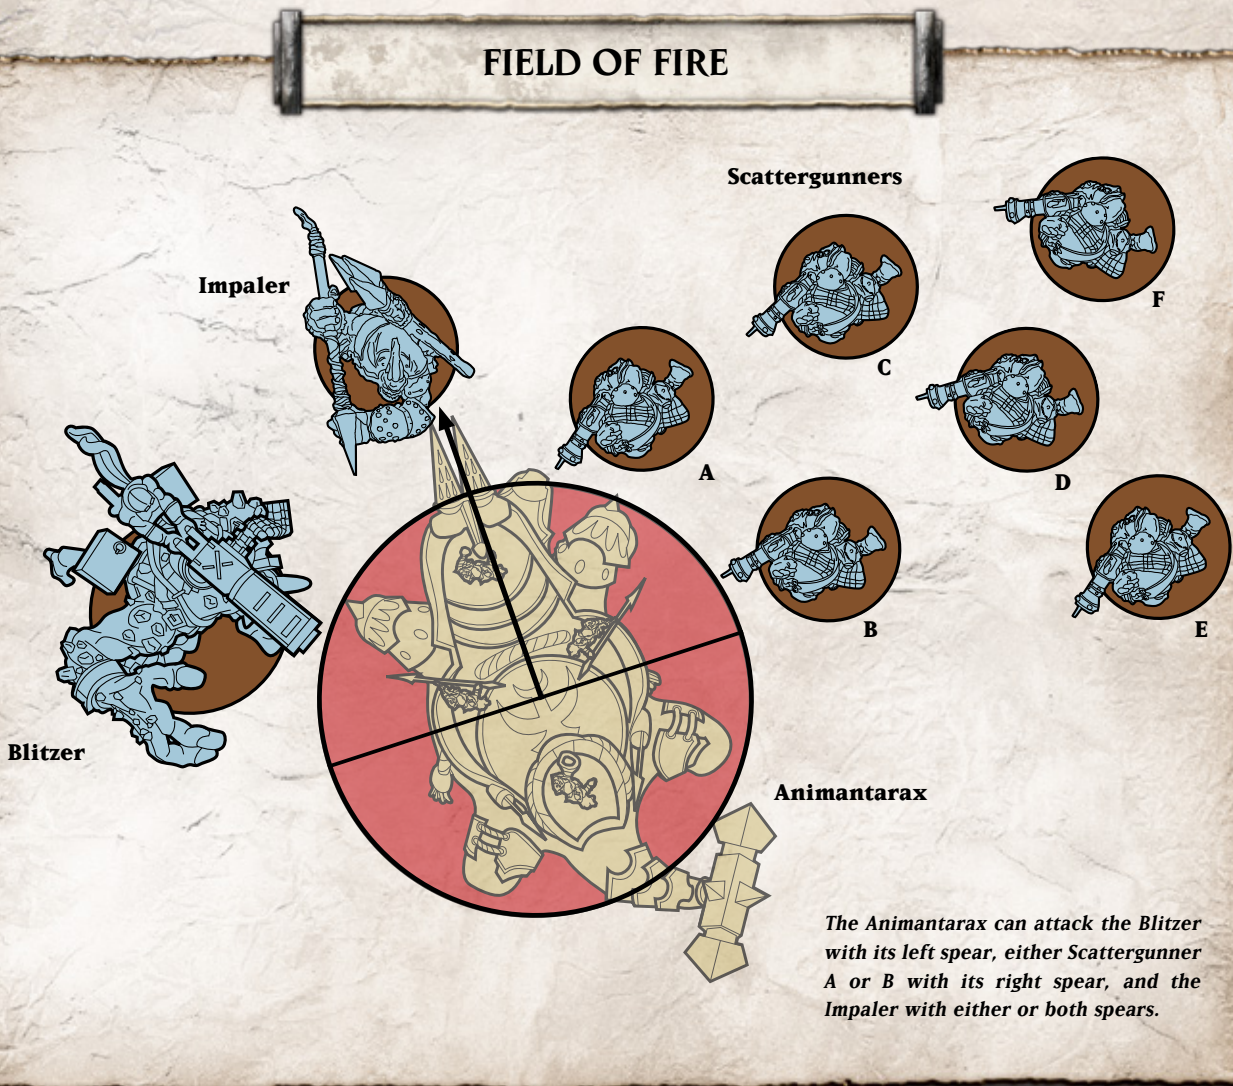 FIELD OF FIRE
Scattergunners
Impaler
F
C
A
D
B
E
Blitzer
Animantarax
The Animantarax can attack the Blitzer
with its left spear, either Scattergunner
A or B with its right spear, and the
Impaler with either or both spears.